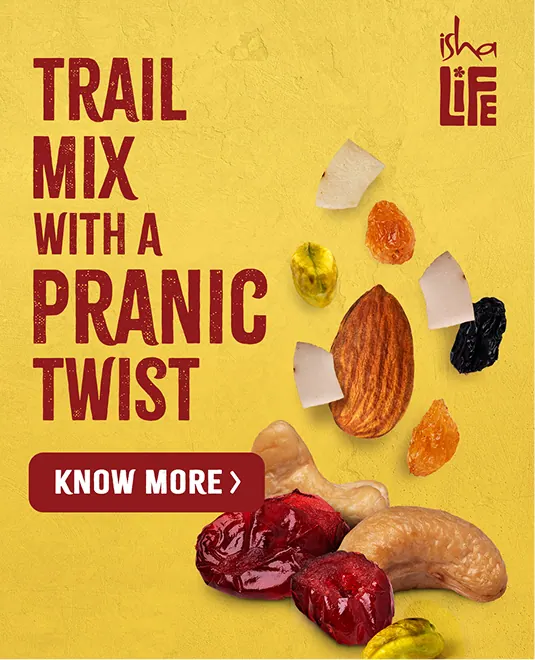 isha
LIFE
TRAIL
MIX
WITH A
PRANIC
TWIST
KNOW MORE >